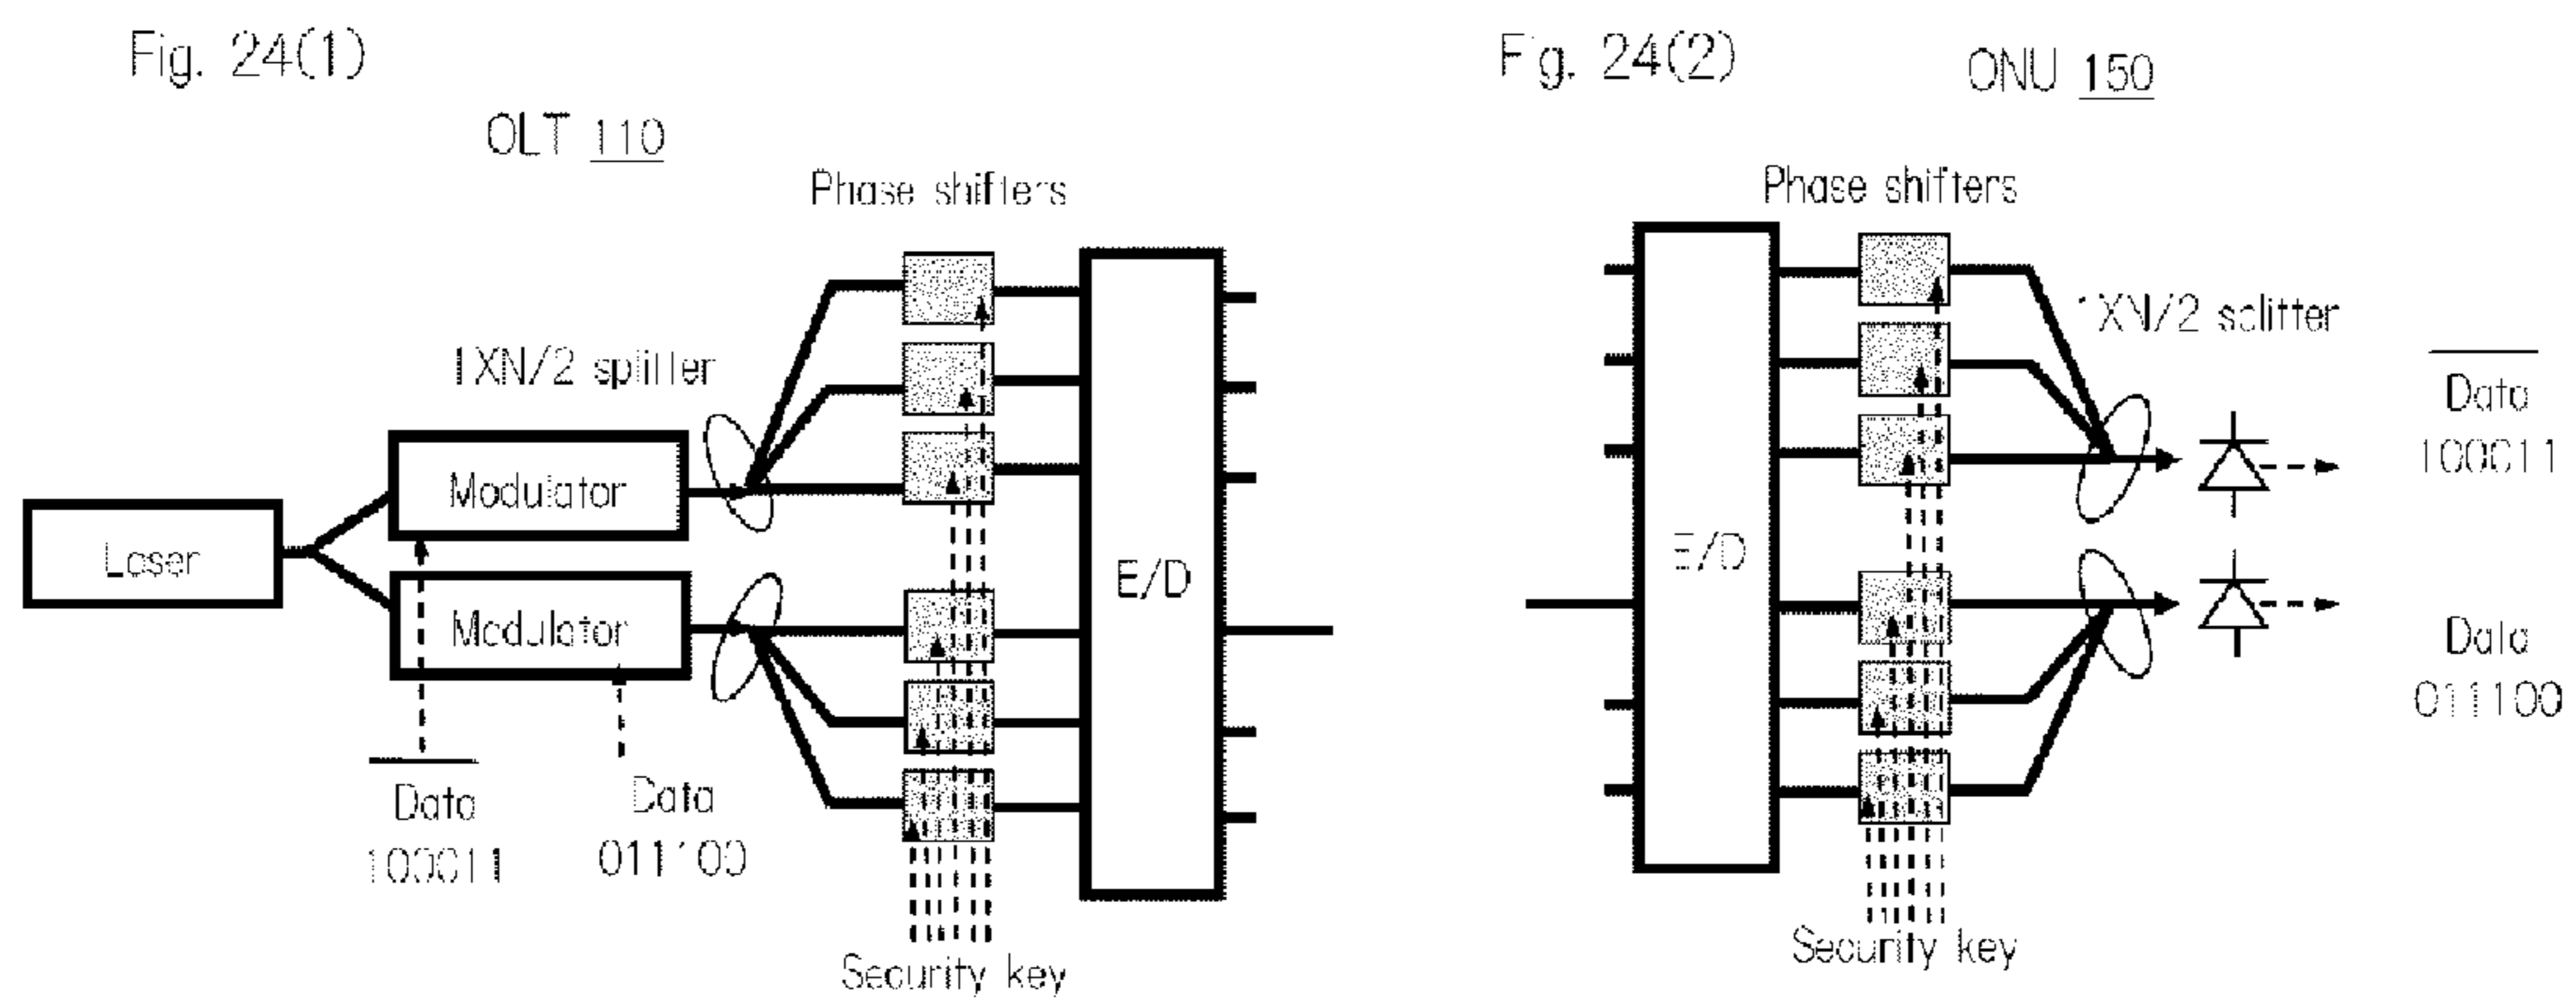 Fig. 24(1)
OLT 110
Phase shifters
1XN/2 splitter
Modulator
Laser
Modulator
E/D
Data
100011
Data
011100
Security key
Fig. 24(2)
ONU 150
Phase shifters
1XN/2 splitter
Data
100011
E/D
Data
011100
Security key